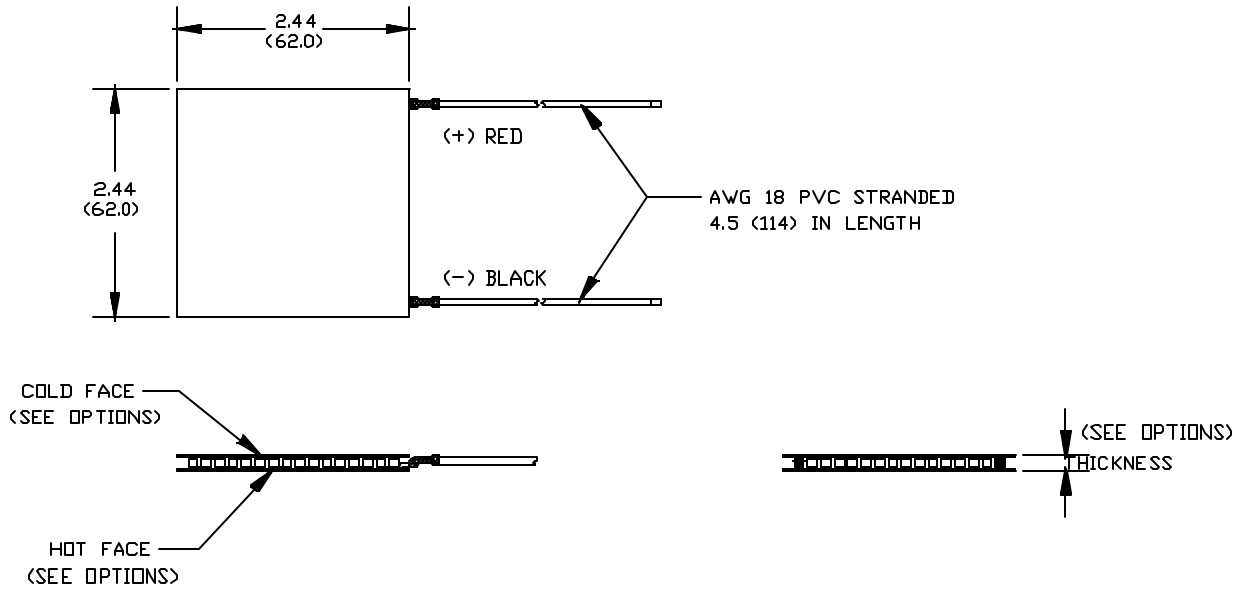 2.44
(62.0)
(+) RED
2.44
(62.0)
AWG 18 PVC STRANDED
4.5 (114) IN LENGTH
(-) BLACK
COLD FACE
(SEE OPTIONS)
(SEE OPTIONS)
THICKNESS
HOT FACE
(SEE OPTIONS)